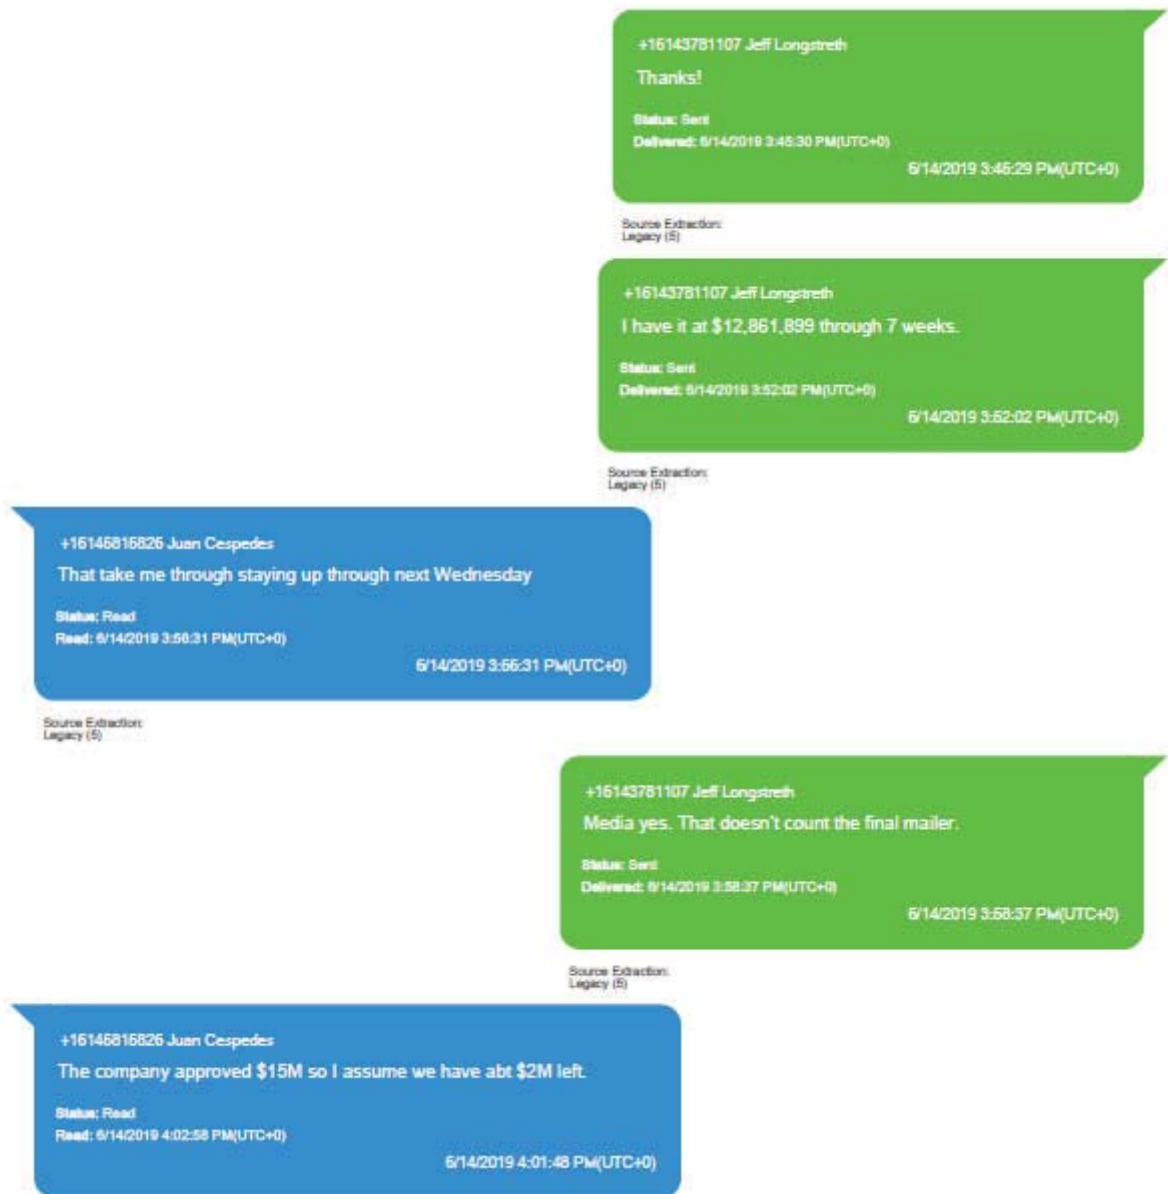 +16143781107 Jeff Longstreth
Thanks!
Status: Sent
Delivered: 6/14/2019 3:45:30 PM(UTC+0)
6/14/2019 3:45:29 PM(UTC+0)
Source Extraction:
Legacy (5)
+16143781107 Jeff Longstreth
I have it at $12,861,899 through 7 weeks.
Status: Sent
Delivered: 6/14/2019 3:52:02 PM(UTC+0)
6/14/2019 3:52:02 PM(UTC+0)
Source Extraction:
Legacy (5)
+16145815826 Juan Cespedes
That take me through staying up through next Wednesday
Status: Read
Read: 6/14/2019 3:56:31 PM(UTC+0)
6/14/2019 3:56:31 PM(UTC+0)
Source Extraction:
Legacy (5)
+16143781107 Jeff Longstreth
Media yes. That doesn't count the final mailer.
Status: Sent
Delivered: 6/14/2019 3:58:37 PM(UTC+0)
6/14/2019 3:58:37 PM(UTC+0)
Source Extraction:
Legacy (5)
+16145815826 Juan Cespedes
The company approved $15M so I assume we have abt $2M left.
Status: Read
Read: 6/14/2019 4:02:58 PM(UTC+0)
6/14/2019 4:01:48 PM(UTC+0)